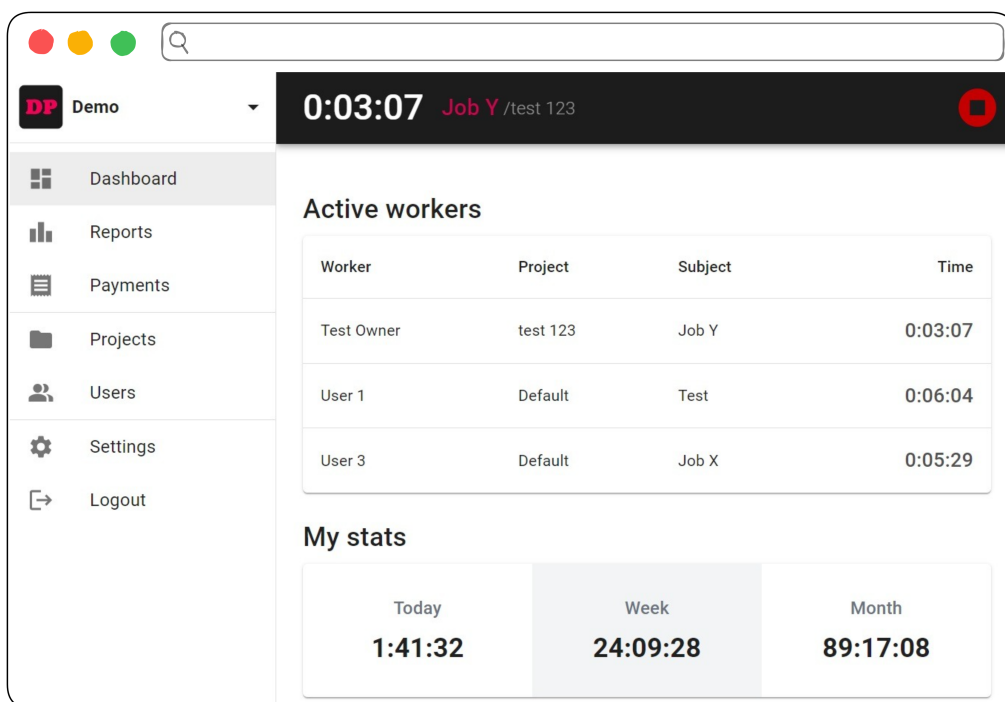 DP Demo
0:03:07 Job Y /test 123
Dashboard
Reports
Payments
Projects
Users
Settings
Logout
Active workers
Worker Project Subject Time
Test Owner test 123 Job Y 0:03:07
User 1 Default Test 0:06:04
User 3 Default Job X 0:05:29
My stats
Today Week Month
1:41:32 24:09:28 89:17:08